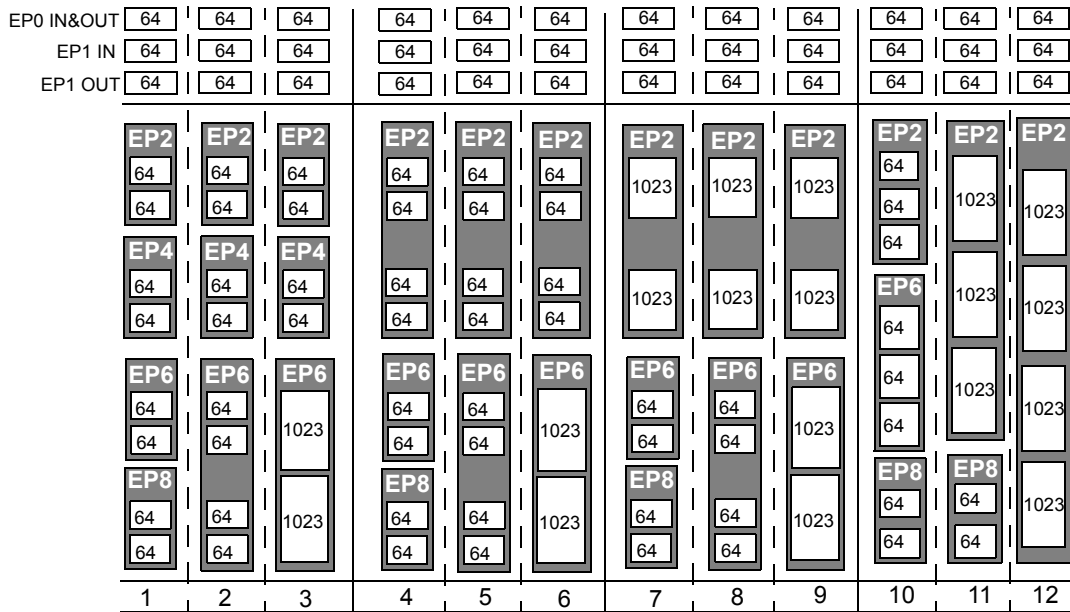 EP0 IN&OUT 64 64 64 64 64 64 64 64 64 64 64 64
EP1 IN 64 64 64 64 64 64 64 64 64 64 64 64
EP1 OUT 64 64 64 64 64 64 64 64 64 64 64 64
EP2 EP2 EP2 EP2 EP2 EP2 EP2 EP2 EP2 EP2 EP2 EP2
64 64 64 64 64 64 1023 1023 1023 64 1023 1023
64 64 64 64 64 64 64
EP4 EP4 EP4 64
64 64 64 64 64 64 1023 1023 1023 EP6 1023 1023
64 64 64 64 64 64 64
EP6 EP6 EP6 EP6 EP6 EP6 EP6 EP6 EP6 64 1023
64 64 64 64 64 64 64 1023
64 64 1023 64 64 1023 64 64 1023
EP8 EP8 EP8 EP8 EP8
64 64 1023 64 64 1023 64 64 1023 64 64 1023
64 64 64 64 64 64 64 64
1 2 3 4 5 6 7 8 9 10 11 12